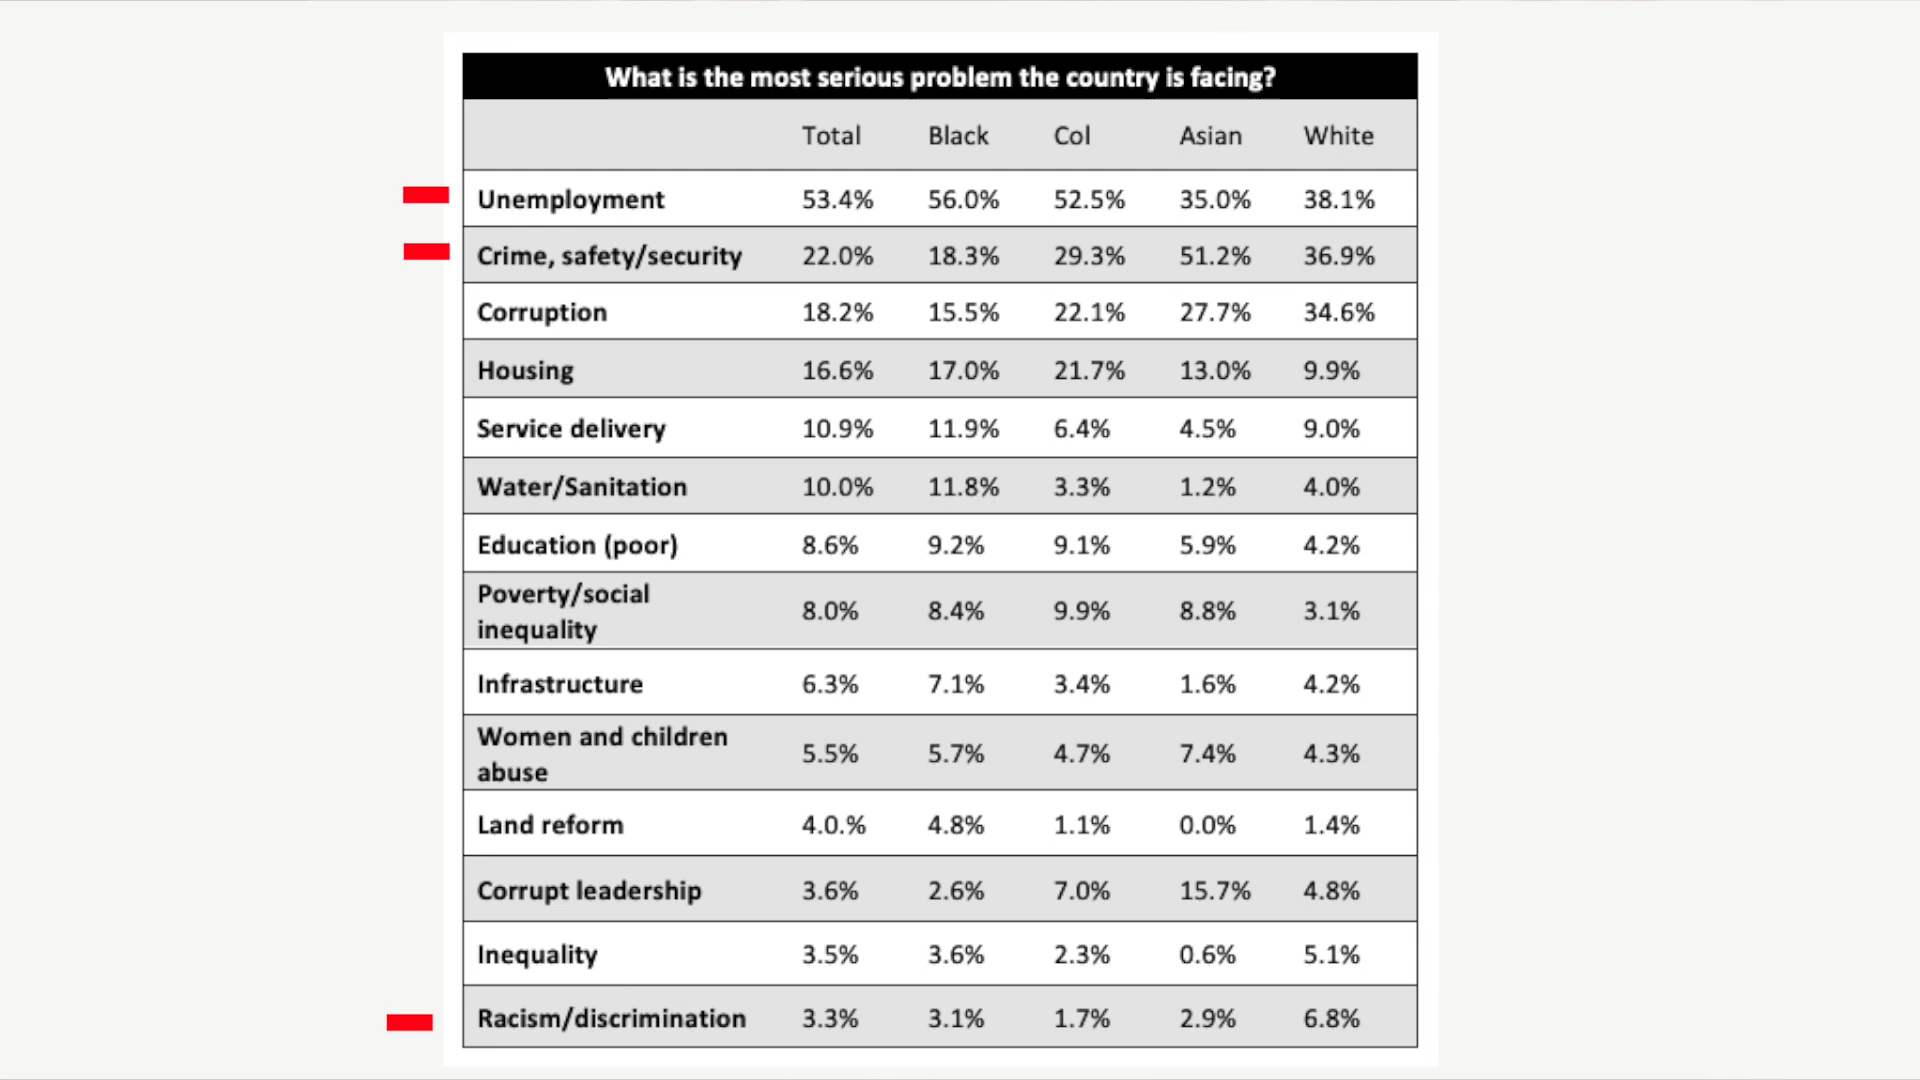 What is the most serious problem the country is facing?
Total Black Col Asian White
Unemployment 53.4% 56.0% 52.5% 35.0% 38.1%
Crime, safety/security 22.0% 18.3% 29.3% 51.2% 36.9%
Corruption 18.2% 15.5% 22.1% 27.7% 34.6%
Housing 16.6% 17.0% 21.7% 13.0% 9.9%
Service delivery 10.9% 11.9% 6.4% 4.5% 9.0%
Water/Sanitation 10.0% 11.8% 3.3% 1.2% 4.0%
Education (poor) 8.6% 9.2% 9.1% 5.9% 4.2%
Poverty/social
inequality 8.0% 8.4% 9.9% 8.8% 3.1%
Infrastructure 6.3% 7.1% 3.4% 1.6% 4.2%
Women and children
abuse 5.5% 5.7% 4.7% 7.4% 4.3%
Land reform 4.0.% 4.8% 1.1% 0.0% 1.4%
Corrupt leadership 3.6% 2.6% 7.0% 15.7% 4.8%
Inequality 3.5% 3.6% 2.3% 0.6% 5.1%
Racism/discrimination 3.3% 3.1% 1.7% 2.9% 6.8%